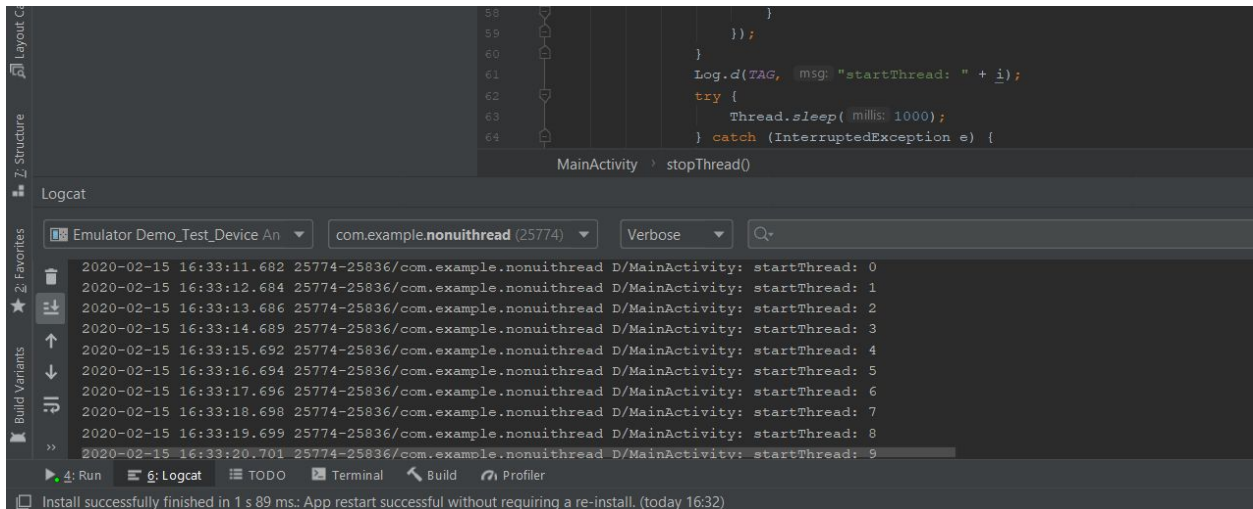 Layout Ca
Z: Structure
2: Favorites
Build Variants
58 }
59 });
60 }
61 Log.d(TAG, msg: "startThread: " + i);
62 try {
63 Thread.sleep( millis: 1000);
64 } catch (InterruptedException e) {
MainActivity › stopThread()
Logcat
Emulator Demo_Test_Device An com.example.nonuithread (25774) Verbose
2020-02-15 16:33:11.682 25774-25836/com.example.nonuithread D/MainActivity: startThread: 0
2020-02-15 16:33:12.684 25774-25836/com.example.nonuithread D/MainActivity: startThread: 1
2020-02-15 16:33:13.686 25774-25836/com.example.nonuithread D/MainActivity: startThread: 2
2020-02-15 16:33:14.689 25774-25836/com.example.nonuithread D/MainActivity: startThread: 3
2020-02-15 16:33:15.692 25774-25836/com.example.nonuithread D/MainActivity: startThread: 4
2020-02-15 16:33:16.694 25774-25836/com.example.nonuithread D/MainActivity: startThread: 5
2020-02-15 16:33:17.696 25774-25836/com.example.nonuithread D/MainActivity: startThread: 6
2020-02-15 16:33:18.698 25774-25836/com.example.nonuithread D/MainActivity: startThread: 7
2020-02-15 16:33:19.699 25774-25836/com.example.nonuithread D/MainActivity: startThread: 8
2020-02-15 16:33:20.701 25774-25836/com.example.nonuithread D/MainActivity: startThread: 9
4: Run 6: Logcat TODO Terminal Build Profiler
Install successfully finished in 1 s 89 ms.: App restart successful without requiring a re-install. (today 16:32)